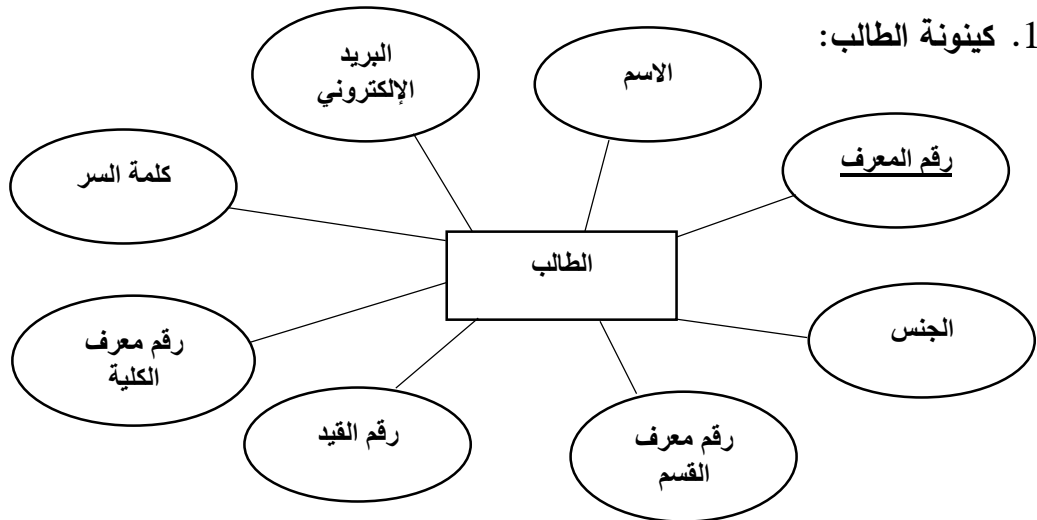 1. كينونة الطالب:
البريد
الإلكتروني
الاسم
رقم المعرف
كلمة السر
الطالب
الجنس
رقم معرف
الكلية
رقم القيد
رقم معرف
القسم